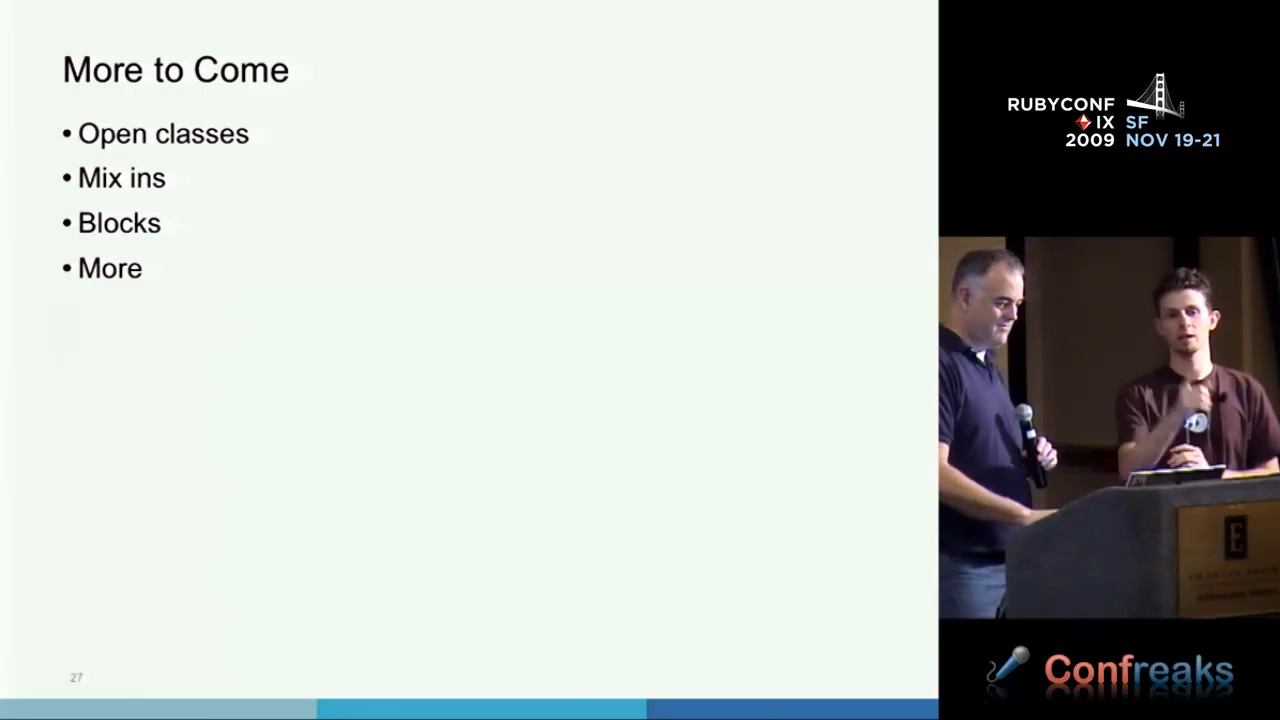 More to Come
• Open classes
• Mix ins
• Blocks
• More
27
RUBYCONF
IX SF
2009 NOV 19-21
E
Confreaks